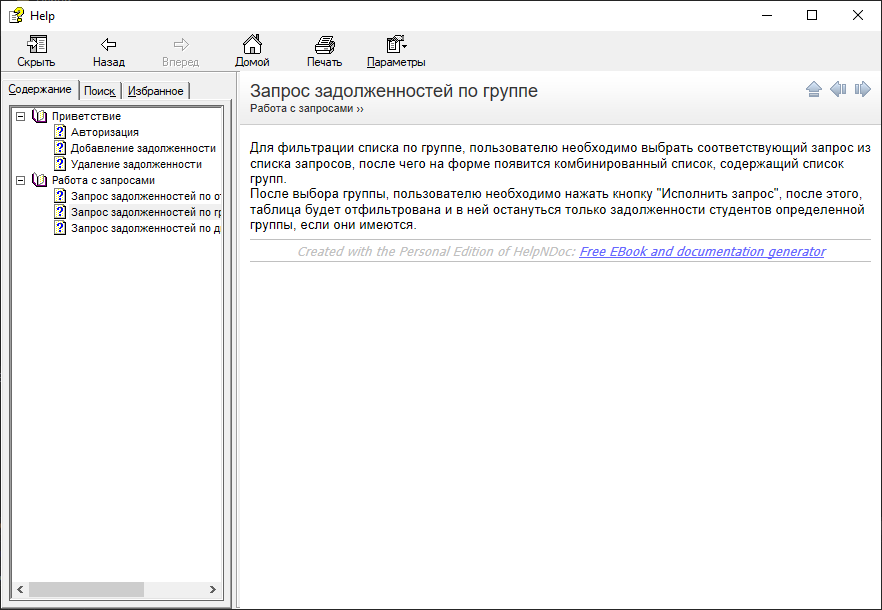 Help
Скрыть Назад Вперед Домой Печать Параметры
Содержание Поиск Избранное
Приветствие
Авторизация
Добавление задолженности
Удаление задолженности
Работа с запросами
Запрос задолженностей по
Запрос задолженностей по
Запрос задолженностей по
Запрос задолженностей по группе
Работа с запросами ››
Для фильтрации списка по группе, пользователю необходимо выбрать соответствующий запрос из
списка запросов, после чего на форме появится комбинированный список, содержащий список
групп.
После выбора группы, пользователю необходимо нажать кнопку "Исполнить запрос", после этого,
таблица будет отфильтрована и в ней остануться только задолженности студентов определенной
группы, если они имеются.
Created with the Personal Edition of HelpNDoc: Free EBook and documentation generator